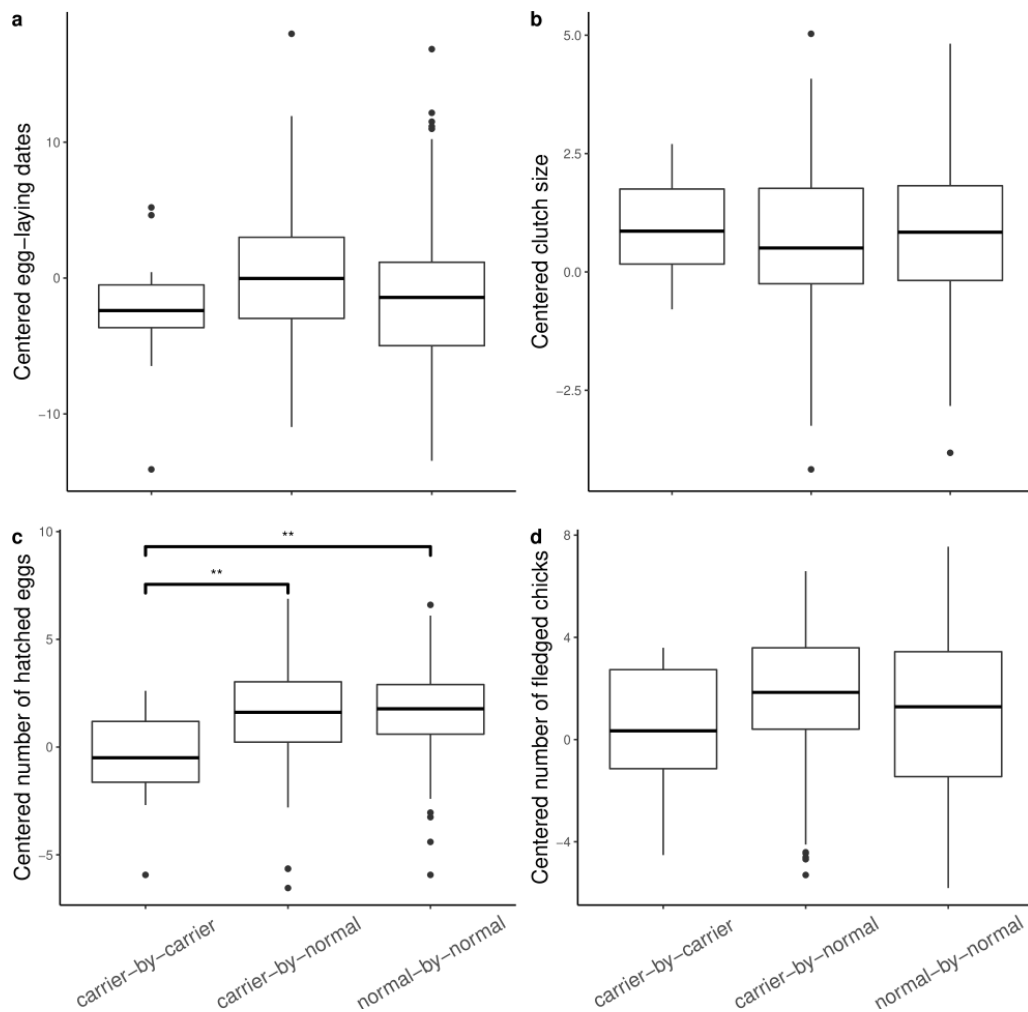 a
Centered egg-laying dates
10
0
-10
b
Centered clutch size
5.0
2.5
0.0
-2.5
c
Centered number of hatched eggs
10
5
0
-5
**
**
d
Centered number of fledged chicks
8
4
0
-4
carrier-by-carrier
carrier-by-normal
normal-by-normal
carrier-by-carrier
carrier-by-normal
normal-by-normal